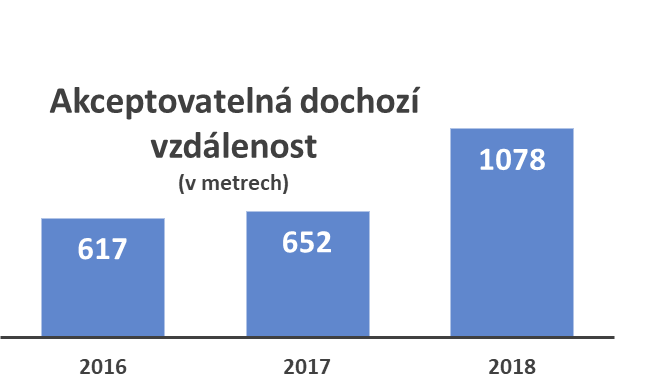 Akceptovatelná dochozí
vzdálenost
(v metrech)
1078
617
652
2016
2017
2018